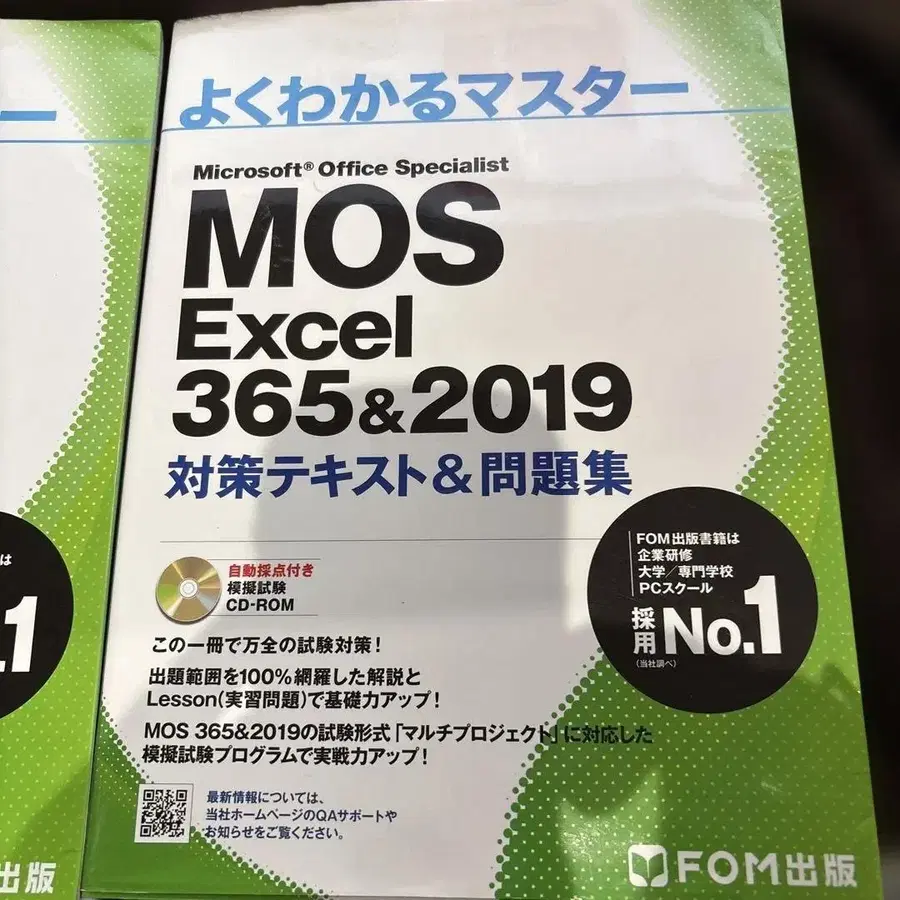 ー
よくわかるマスター
Microsoft® Office Specialist
MOS
Excel
365&2019
対策テキスト&問題集
自動採点付き
模擬試験
CD-ROM
FOM出版書籍は
企業研修
大学/専門学校
PCスクール
採用 No.1
(当社調べ)
この一冊で万全の試験対策!
出題範囲を100%網羅した解説と
Lesson(実習問題)で基礎力アップ!
MOS 365&2019の試験形式「マルチプロジェクト」に対応した
模擬試験プログラムで実戦力アップ!
最新情報については、
当社ホームページのQAサポートや
お知らせをご覧ください。
FOM出版
は
.1
出版